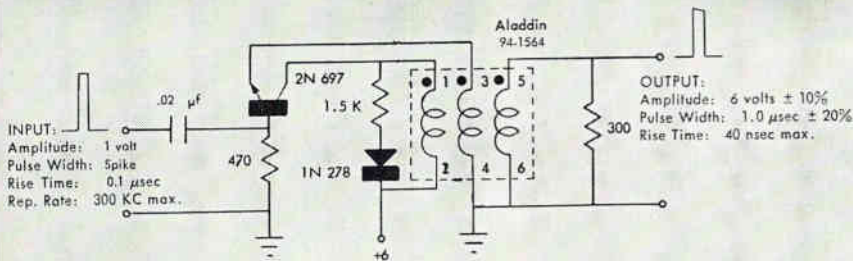 Aladdin
94-1564
2N 697
1 3 5
.02 μf
1.5 K
INPUT:
Amplitude: 1 volt
Pulse Width: Spike
Rise Time: 0.1 μsec
Rep. Rate: 300 KC max.
470
1N 278
2 4 6
+6
300
OUTPUT:
Amplitude: 6 volts ± 10%
Pulse Width: 1.0 μsec ± 20%
Rise Time: 40 nsec max.